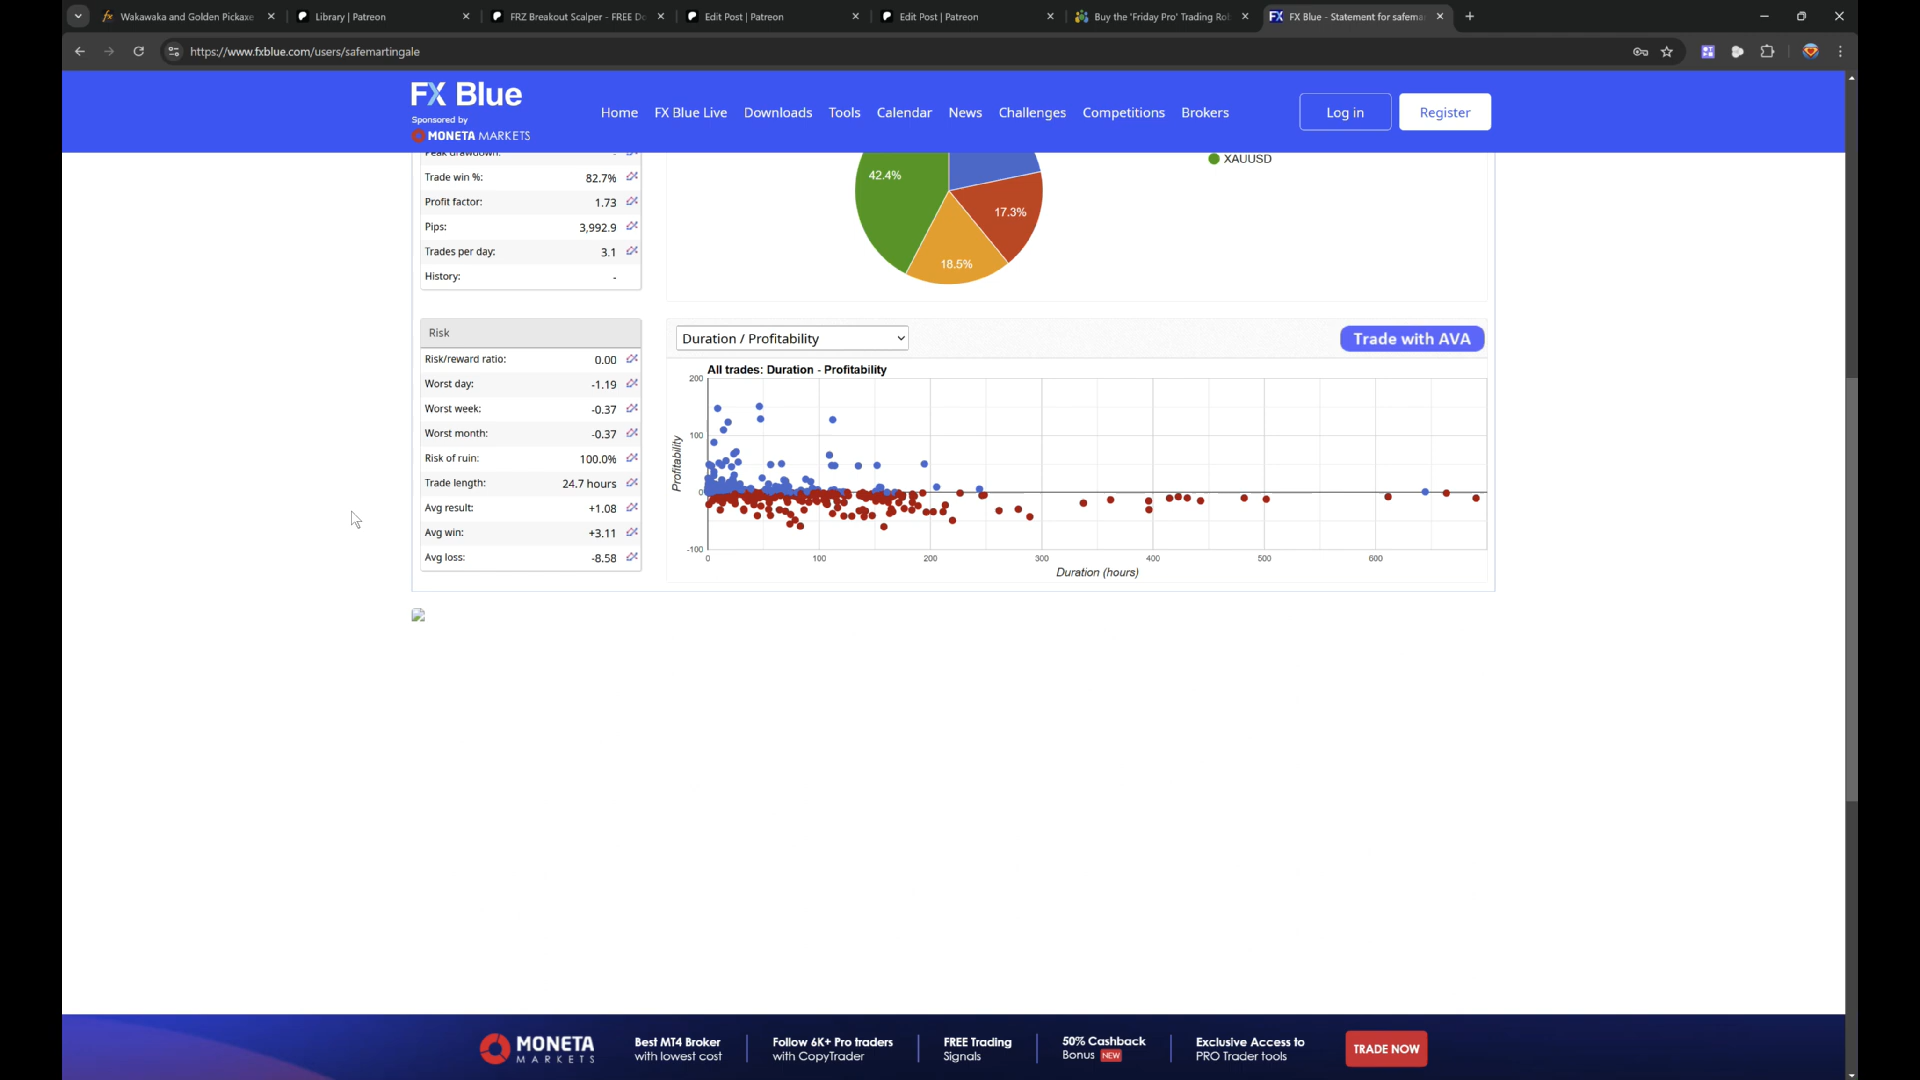 Wakawaka and Golden Pickaxe
Library | Patreon
FRZ Breakout Scalper - FREE Do
Edit Post | Patreon
Edit Post | Patreon
Buy the 'Friday Pro' Trading Ro
FX Blue - Statement for safema
https://www.fxblue.com/users/safemartingale
FX Blue
Sponsored by
MONETA MARKETS
Home
FX Blue Live
Downloads
Tools
Calendar
News
Challenges
Competitions
Brokers
Log in
Register
Peak drawdown: -
Trade win %: 82.7%
Profit factor: 1.73
Pips: 3,992.9
Trades per day: 3.1
History: -
42.4%
17.3%
18.5%
XAUUSD
Risk
Risk/reward ratio: 0.00
Worst day: -1.19
Worst week: -0.37
Worst month: -0.37
Risk of ruin: 100.0%
Trade length: 24.7 hours
Avg result: +1.08
Avg win: +3.11
Avg loss: -8.58
Duration / Profitability
Trade with AVA
All trades: Duration - Profitability
200
100
0
-100
Profitability
0 100 200 300 400 500 600
Duration (hours)
MONETA
MARKETS
Best MT4 Broker
with lowest cost
Follow 6K+ Pro traders
with CopyTrader
FREE Trading
Signals
50% Cashback
Bonus NEW
Exclusive Access to
PRO Trader tools
TRADE NOW